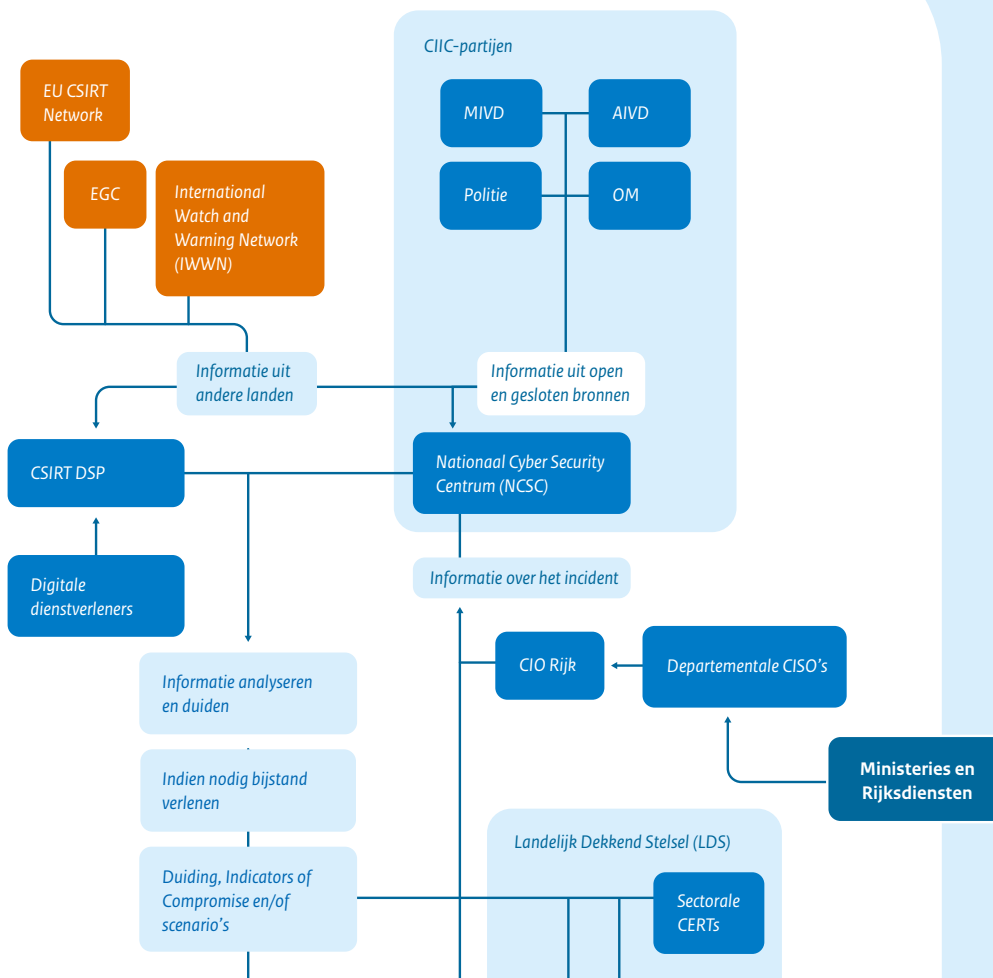 CIIC-partijen
EU CSIRT
Network
MIVD
AIVD
EGC
International
Watch and
Warning Network
(IWWN)
Politie
OM
Informatie uit
andere landen
Informatie uit open
en gesloten bronnen
CSIRT DSP
Nationaal Cyber Security
Centrum (NCSC)
Digitale
dienstverleners
Informatie over het incident
CIO Rijk
Departementale CISO's
Informatie analyseren
en duiden
Ministeries en
Rijksdiensten
Indien nodig bijstand
verlenen
Landelijk Dekkend Stelsel (LDS)
Duiding, Indicators of
Compromise en/of
scenario's
Sectorale
CERTs